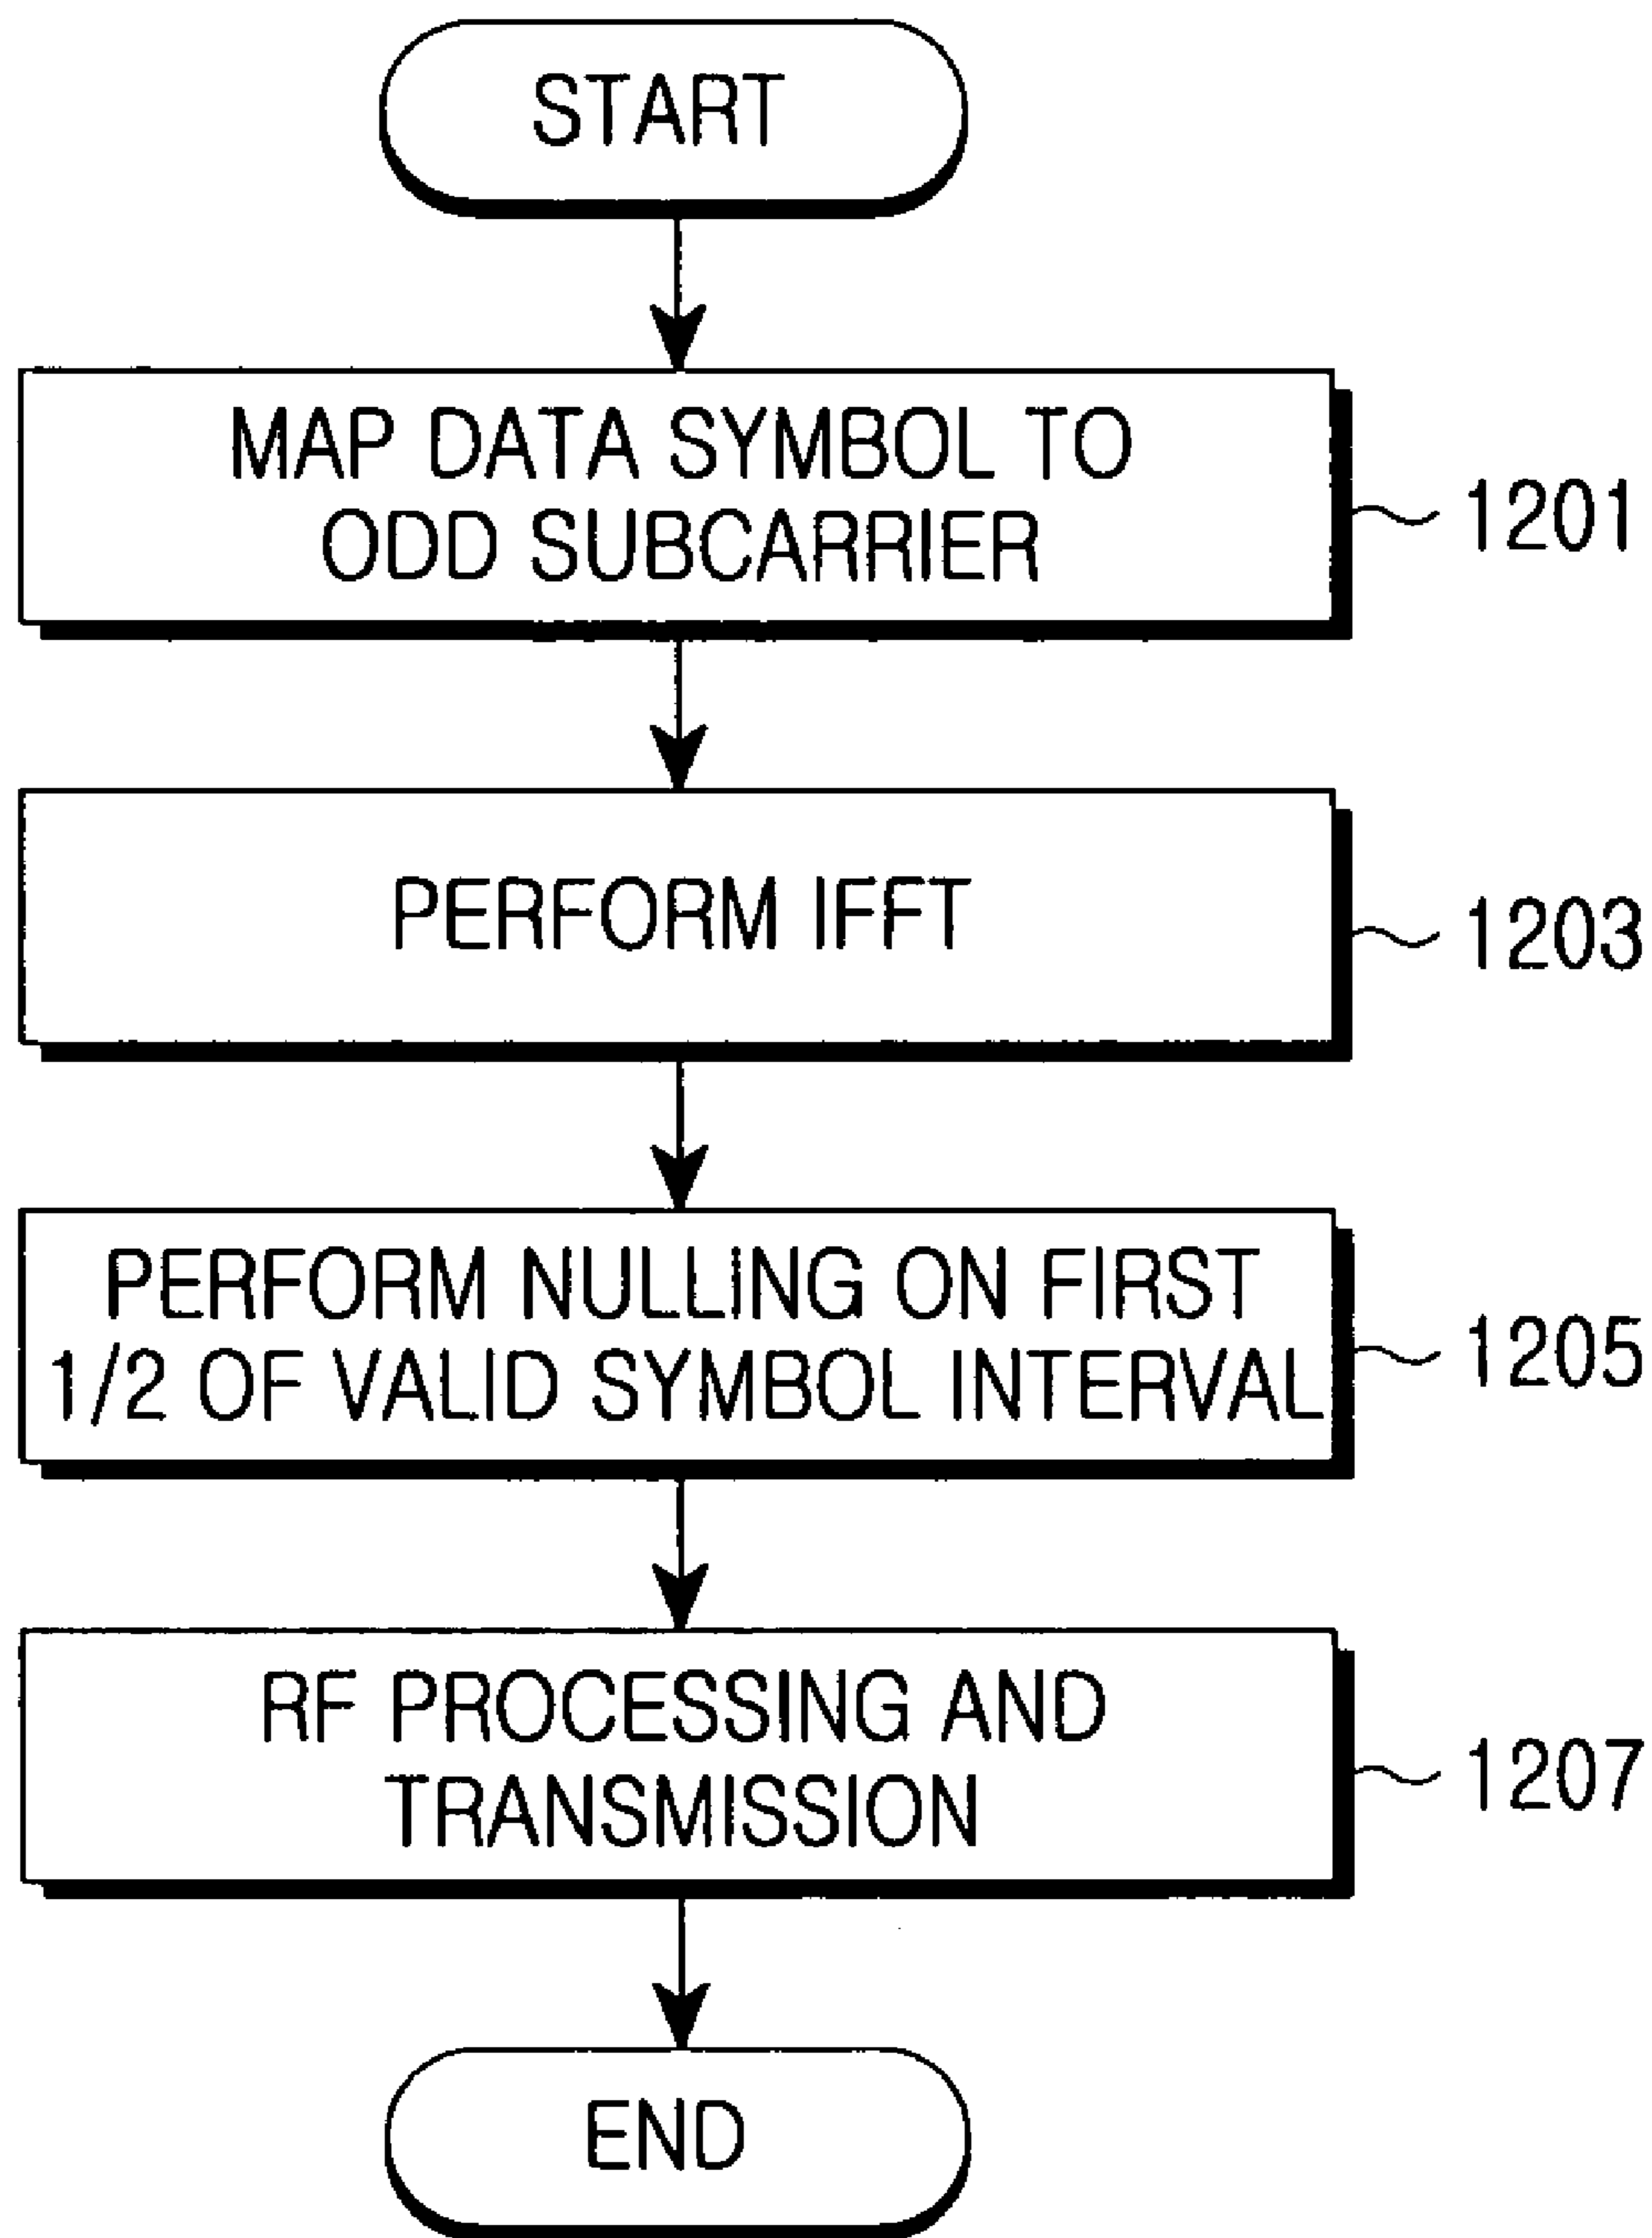 START
MAP DATA SYMBOL TO
ODD SUBCARRIER
1201
PERFORM IFFT
1203
PERFORM NULLING ON FIRST
1/2 OF VALID SYMBOL INTERVAL
1205
RF PROCESSING AND
TRANSMISSION
1207
END